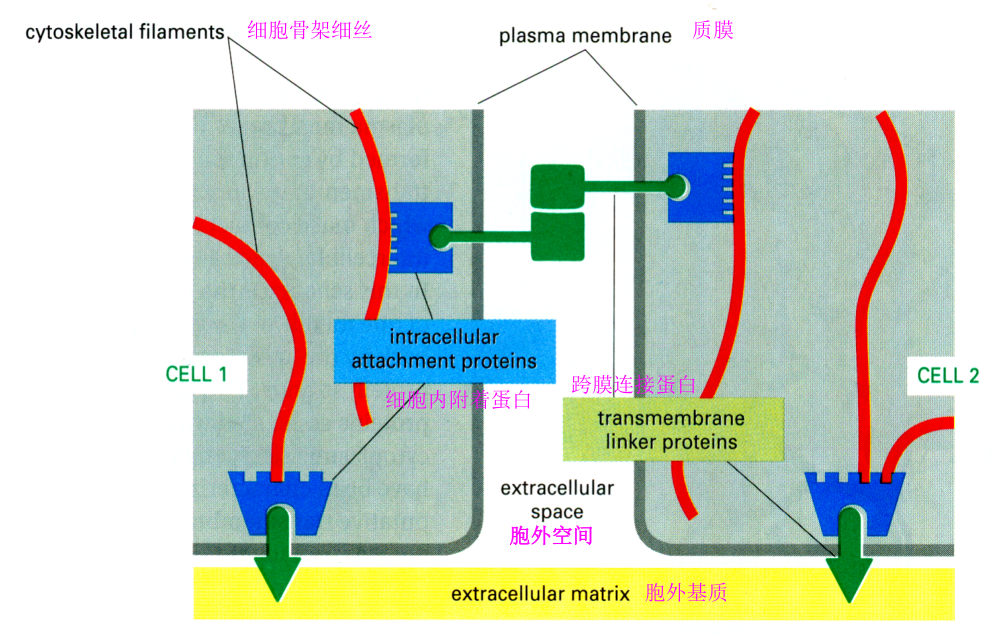 cytoskeletal filaments 细胞骨架细丝
plasma membrane 质膜
intracellular
attachment proteins
细胞内附着蛋白
CELL 1
跨膜连接蛋白
transmembrane
linker proteins
CELL 2
extracellular
space
胞外空间
extracellular matrix 胞外基质